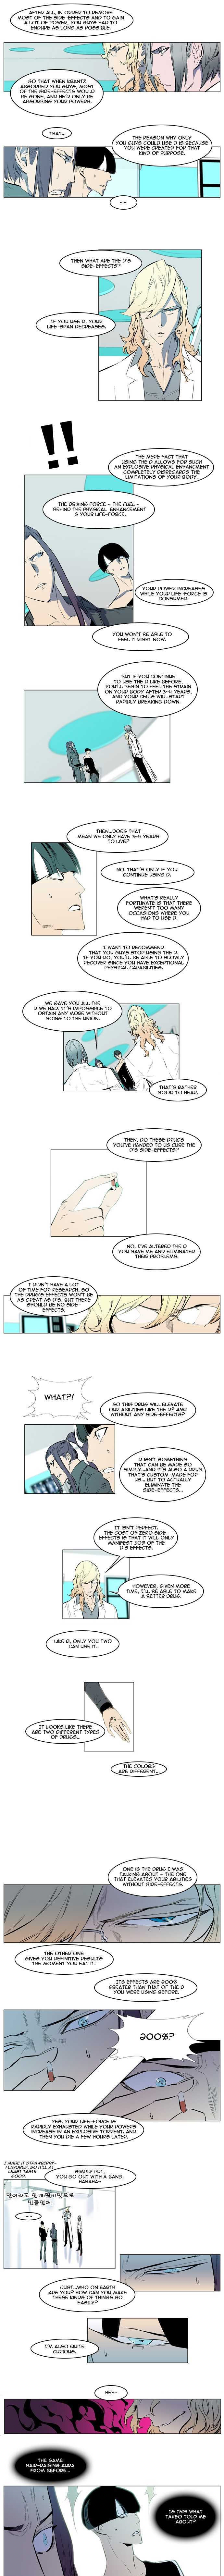 AFTER ALL, IN ORDER TO REMOVE
MOST OF THE SIDE-EFFECTS AND TO GAIN
A LOT OF POWER, YOU GUYS HAD TO
ENDURE AS LONG AS POSSIBLE.
SO THAT WHEN KRANTZ
ABSORBED YOU GUYS, MOST
OF THE SIDE-EFFECTS WOULD
BE GONE, AND HE'D ONLY BE
ABSORBING YOUR POWERS.
THAT...
THE REASON WHY ONLY
YOU GUYS COULD USE D IS BECAUSE
YOU WERE CREATED FOR THAT
KIND OF PURPOSE.
THEN WHAT ARE THE D'S
SIDE-EFFECTS?
IF YOU USE D, YOUR
LIFE-SPAN DECREASES.
!!
THE MERE FACT THAT
USING THE D ALLOWS FOR SUCH
AN EXPLOSIVE PHYSICAL ENHANCMENT
COMPLETELY DISREGARDS THE
LIMITATIONS OF YOUR BODY.
THE DRIVING FORCE - THE FUEL -
BEHIND THE PHYSICAL ENHANCEMENT
IS YOUR LIFE-FORCE.
YOUR POWER INCREASES
WHILE YOUR LIFE-FORCE IS
CONSUMED.
YOU WON'T BE ABLE TO
FEEL IT RIGHT NOW.
BUT IF YOU CONTINUE
TO USE THE D LIKE BEFORE,
YOU'LL BEGIN TO FEEL THE STRAIN
ON YOUR BODY AFTER 3-4 YEARS,
AND YOUR CELLS WILL START
RAPIDLY BREAKING DOWN.
THEN...DOES THAT
MEAN WE ONLY HAVE 3-4 YEARS
TO LIVE?
NO. THAT'S ONLY IF YOU
CONTINUE USING D.
WHAT'S REALLY
FORTUNATE IS THAT THERE
WEREN'T TOO MANY
OCCASIONS WHERE YOU
HAD TO USE D.
I WANT TO RECOMMEND
THAT YOU GUYS STOP USING THE D.
IF YOU DO, YOU'LL BE ABLE TO SLOWLY
RECOVER SINCE YOU HAVE EXCEPTIONAL
PHYSICAL CAPABILITIES.
WE GAVE YOU ALL THE
D WE HAD. IT'S IMPOSSIBLE TO
OBTAIN ANY MORE WITHOUT
GOING TO THE UNION.
THAT'S RATHER
GOOD TO HEAR.
THEN, DO THESE DRUGS
YOU'VE HANDED TO US CURE THE
D'S SIDE-EFFECTS?
NO. I'VE ALTERED THE D
YOU GAVE ME AND ELIMINATED
THEIR PROBLEMS.
I DIDN'T HAVE A LOT
OF TIME FOR RESEARCH, SO
THE DRUG'S EFFECTS WON'T BE
AS GREAT AS D'S, BUT THERE
SHOULD BE NO SIDE-
EFFECTS.
WHAT?!
SO THIS DRUG WILL ELEVATE
OUR ABILITIES LIKE THE D? AND
WITHOUT ANY SIDE-EFFECTS?
D ISN'T SOMETHING
THAT CAN BE MADE SO
SIMPLY...AND IT'S ALSO A DRUG
THAT'S CUSTOM-MADE FOR
US... BUT TO ACTUALLY
ELIMINATE THE
SIDE-EFFECTS...
IT ISN'T PERFECT.
THE COST OF ZERO SIDE-
EFFECTS IS THAT IT WILL ONLY
MANIFEST 30% OF THE
D'S EFFECTS.
HOWEVER, GIVEN MORE
TIME, I'LL BE ABLE TO MAKE
A BETTER DRUG.
LIKE D, ONLY YOU TWO
CAN USE IT.
IT LOOKS LIKE THERE
ARE TWO DIFFERENT TYPES
OF DRUGS...
THE COLORS
ARE DIFFERENT...
ONE IS THE DRUG I WAS
TALKING ABOUT - THE ONE
THAT ELEVATES YOUR ABILITIES
WITHOUT SIDE-EFFECTS.
THE OTHER ONE
GIVES YOU DEFINITIVE RESULTS
THE MOMENT YOU EAT IT.
ITS EFFECTS ARE 200%
GREATER THAN THAT OF THE D
YOU WERE USING BEFORE.
200%?
YES. YOUR LIFE-FORCE IS
RAPIDLY EXHAUSTED WHILE YOUR POWERS
INCREASE IN AN EXPLOSIVE TORRENT. AND
THEN YOU DIE A FEW HOURS LATER.
I MADE IT STRAWBERRY-
FLAVORED, SO IT'LL AT
LEAST TASTE
GOOD.
SIMPLY PUT,
YOU GO OUT WITH A BANG.
HAHAHA~
JUST...WHO ON EARTH
ARE YOU? HOW CAN YOU MAKE
THESE KINDS OF THINGS SO
EASILY?
I'M ALSO QUITE
CURIOUS.
HEH~
THE SAME
HAIR-RAISING AURA
FROM BEFORE...
IS THIS WHAT
TAKEO TOLD ME
ABOUT?